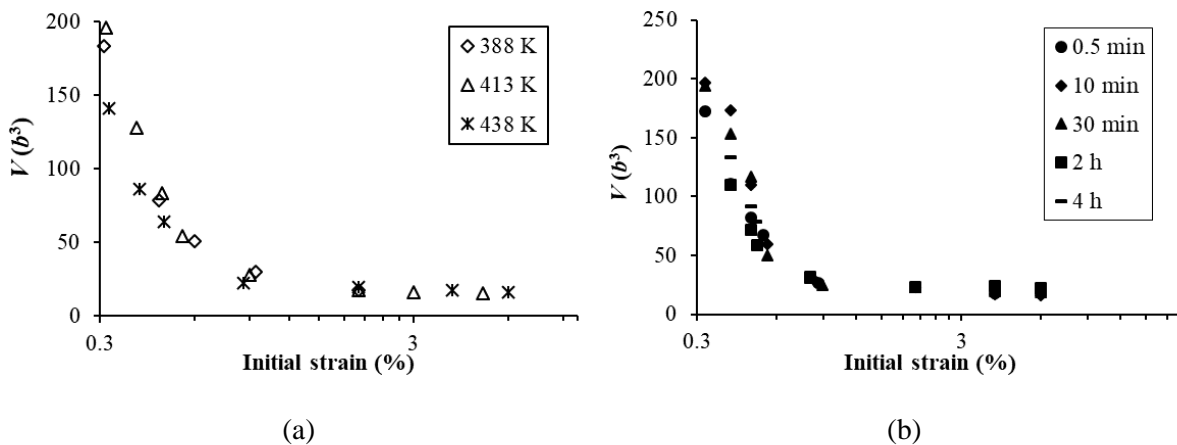 200
150
100
50
0
V (b³)
0.3
3
Initial strain (%)
388 K
413 K
438 K
(a)
250
200
150
100
50
0
V (b³)
0.3
3
Initial strain (%)
0.5 min
10 min
30 min
2 h
4 h
(b)